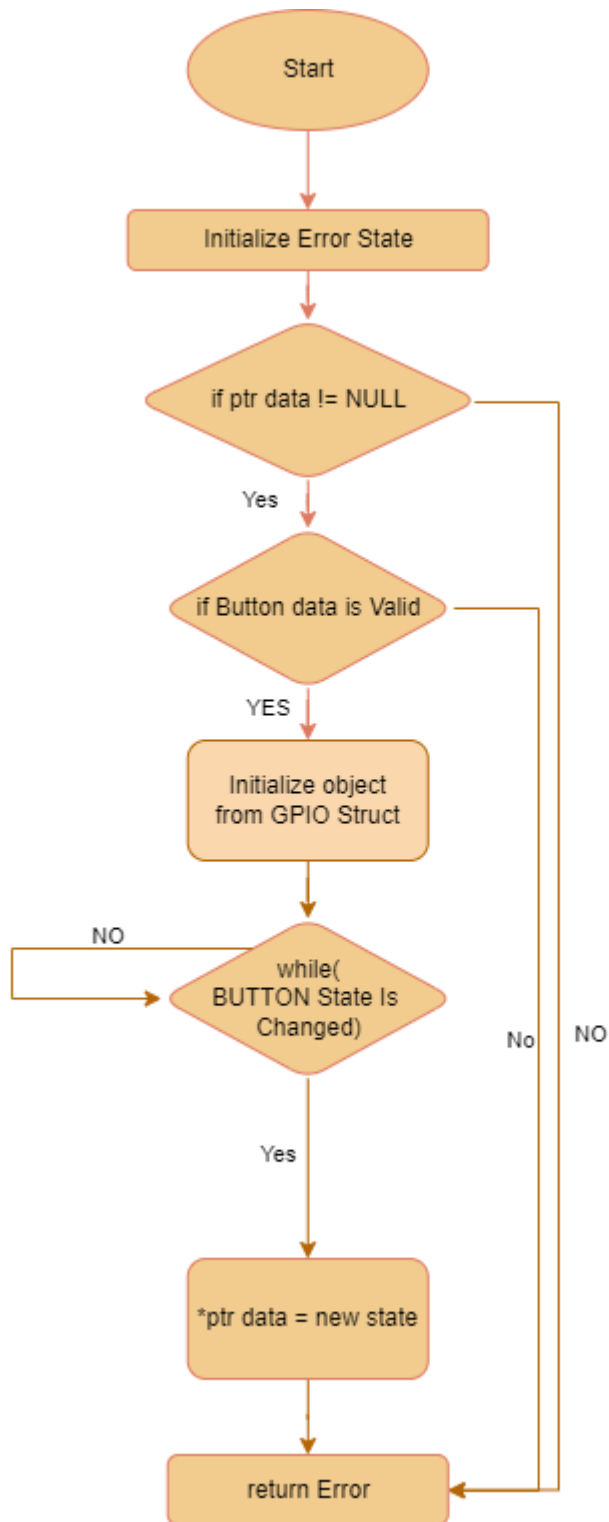 Start
Initialize Error State
if ptr data != NULL
Yes
if Button data is Valid
YES
Initialize object
from GPIO Struct
NO
while(
BUTTON State Is
Changed)
No
NO
Yes
*ptr data = new state
return Error